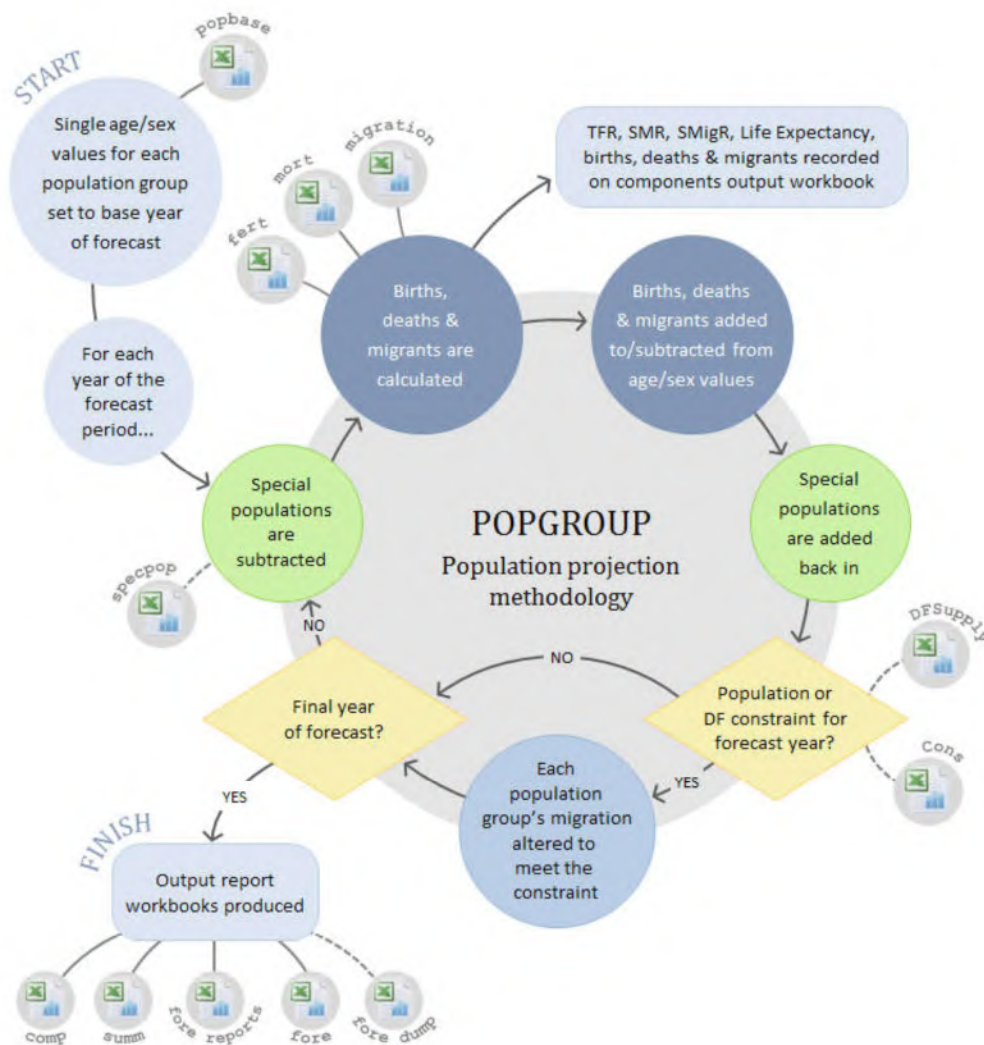 START
popbase
Single age/sex
values for each
population group
set to base year
of forecast
For each
year of the
forecast
period...
specpop
Special
populations
are
subtracted
fert
mort
migration
Births,
deaths &
migrants are
calculated
TFR, SMR, SMigR, Life Expectancy,
births, deaths & migrants recorded
on components output workbook
Births, deaths
& migrants added
to/subtracted from
age/sex values
Special
populations
are added
back in
POPGROUP
Population projection
methodology
DFSupply
Cons
Population or
DF constraint for
forecast year?
NO
YES
Each
population
group's migration
altered to
meet the
constraint
Final year
of forecast?
NO
YES
FINISH
Output report
workbooks produced
comp
summ
fore reports
fore
fore dump